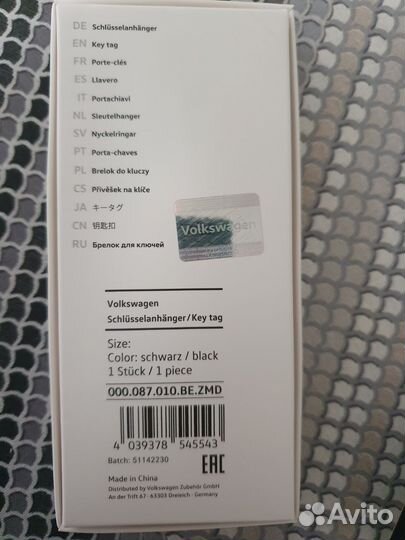 DE Schlüsselanhänger
EN Key tag
FR Porte-clés
ES Llavero
IT Portachiavi
NL Sleutelhanger
SV Nyckelringar
PT Porta-chaves
PL Brelok do kluczy
CS Přívěšek na klíče
JA キータグ
CN 钥匙扣
RU Брелок для ключей
Volkswagen
Volkswagen
Schlüsselanhänger/Key tag
Size:
Color: schwarz / black
1 Stück / 1 piece
000.087.010.BE.ZMD
4 039378 545543
Batch: 51142230
EAC
Made in China
Distributed by Volkswagen Zubehör GmbH
An der Trift 67 · 63303 Dreieich · Germany
Avito